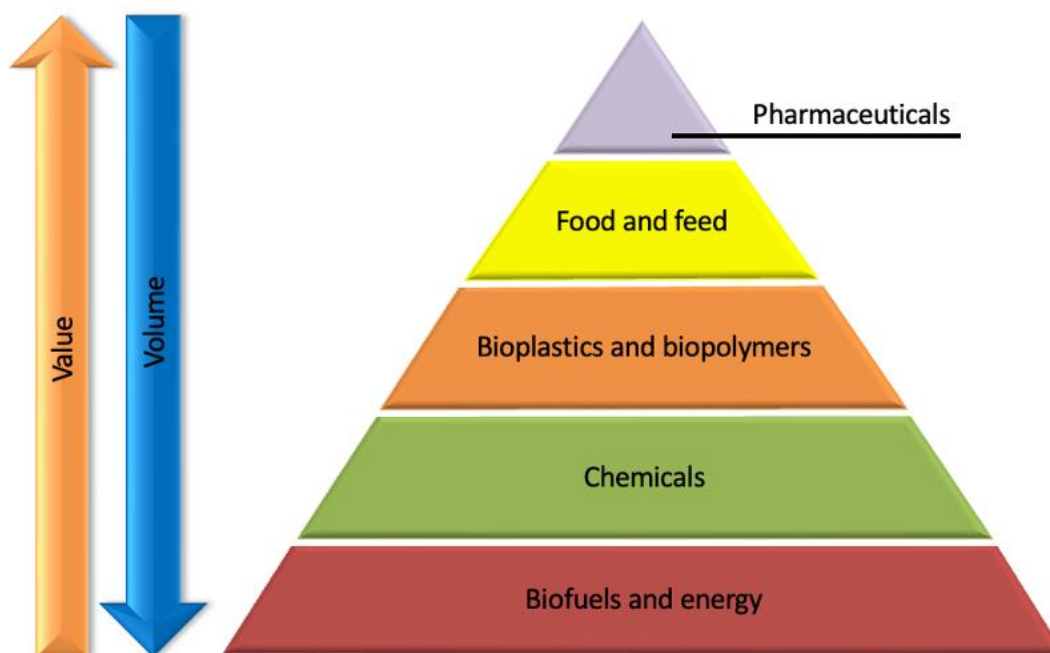 Pharmaceuticals
Food and feed
Bioplastics and biopolymers
Chemicals
Biofuels and energy
Value
Volume